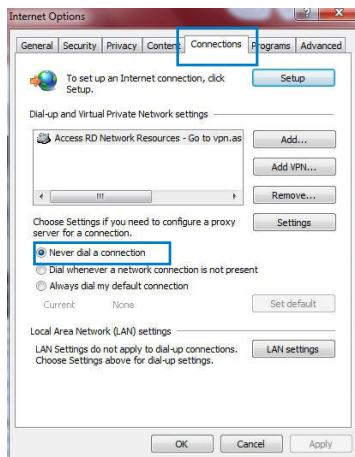 Internet Options
General Security Privacy Content Connections Programs Advanced
To set up an Internet connection, click
Setup.
Setup
Dial-up and Virtual Private Network settings
Access RD Network Resources - Go to vpn.as
Add...
Add VPN...
Remove...
Choose Settings if you need to configure a proxy
server for a connection.
Settings
Never dial a connection
Dial whenever a network connection is not present
Always dial my default connection
Current None
Set default
Local Area Network (LAN) settings
LAN Settings do not apply to dial-up connections.
Choose Settings above for dial-up settings.
LAN settings
OK Cancel Apply